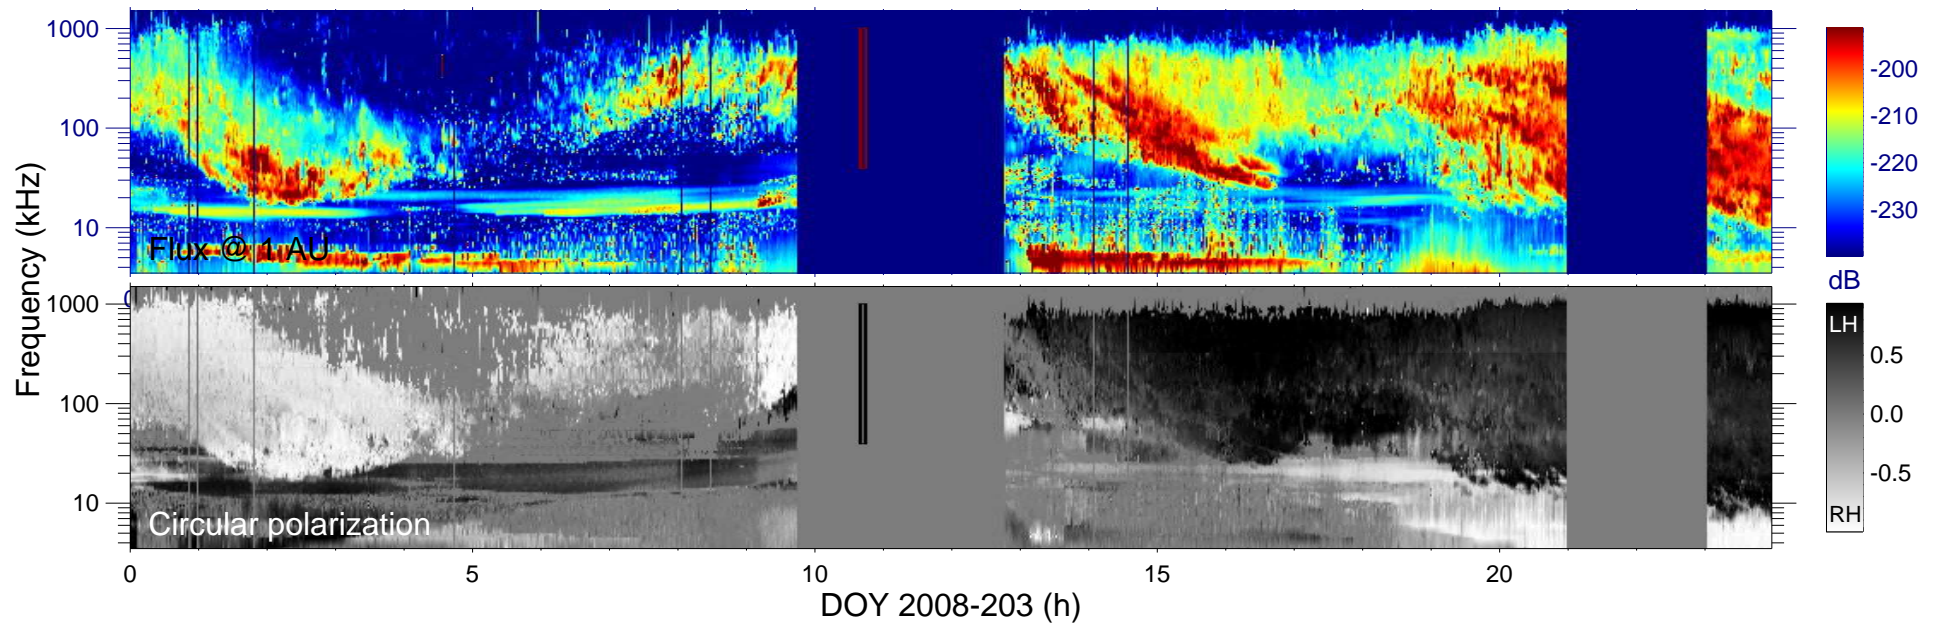 1000
100
10
Flux @ 1 AU
-200
-210
-220
-230
dB
Frequency (kHz)
0
1000
100
10
Circular polarization
LH
0.5
0.0
-0.5
RH
0
5
10
15
20
DOY 2008-203 (h)